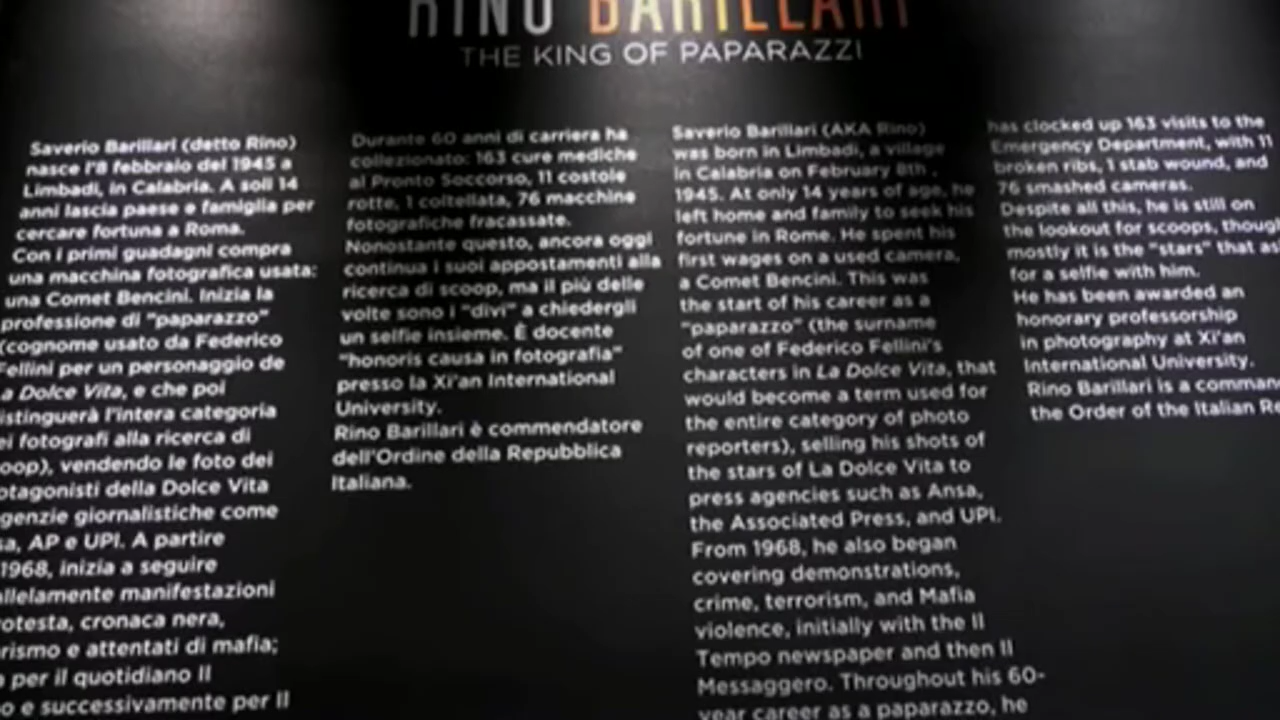 RINO BARILLARI
THE KING OF PAPARAZZI
Saverio Barillari (detto Rino)
nasce l'8 febbraio del 1945 a
Limbadi, in Calabria. A soli 14
anni lascia paese e famiglia per
cercare fortuna a Roma.
Con i primi guadagni compra
una macchina fotografica usata:
una Comet Bencini. Inizia la
professione di "paparazzo"
(cognome usato da Federico
Fellini per un personaggio de
La Dolce Vita, e che poi
istinguerà l'intera categoria
ei fotografi alla ricerca di
oop), vendendo le foto dei
otagonisti della Dolce Vita
genzie giornalistiche come
sa, AP e UPI. A partire
1968, inizia a seguire
allelamente manifestazioni
rotesta, cronaca nera,
rismo e attentati di mafia;
per il quotidiano Il
o e successivamente per Il
Durante 60 anni di carriera ha
collezionato: 163 cure mediche
al Pronto Soccorso, 11 costole
rotte, 1 coltellata, 76 macchine
fotografiche fracassate.
Nonostante questo, ancora oggi
continua i suoi appostamenti alla
ricerca di scoop, ma il più delle
volte sono i "divi" a chiedergli
un selfie insieme. È docente
"honoris causa in fotografia"
presso la Xi'an International
University.
Rino Barillari è commendatore
dell'Ordine della Repubblica
Italiana.
Saverio Barillari (AKA Rino)
was born in Limbadi, a village
in Calabria on February 8th,
1945. At only 14 years of age, he
left home and family to seek his
fortune in Rome. He spent his
first wages on a used camera,
a Comet Bencini. This was
the start of his career as a
"paparazzo" (the surname
of one of Federico Fellini's
characters in La Dolce Vita, that
would become a term used for
the entire category of photo
reporters), selling his shots of
the stars of La Dolce Vita to
press agencies such as Ansa,
the Associated Press, and UPI.
From 1968, he also began
covering demonstrations,
crime, terrorism, and Mafia
violence, initially with the Il
Tempo newspaper and then Il
Messaggero. Throughout his 60-
year career as a paparazzo, he
has clocked up 163 visits to the
Emergency Department, with 11
broken ribs, 1 stab wound, and
76 smashed cameras.
Despite all this, he is still on
the lookout for scoops, though
mostly it is the "stars" that as
for a selfie with him.
He has been awarded an
honorary professorship
in photography at Xi'an
International University.
Rino Barillari is a comman
the Order of the Italian Re